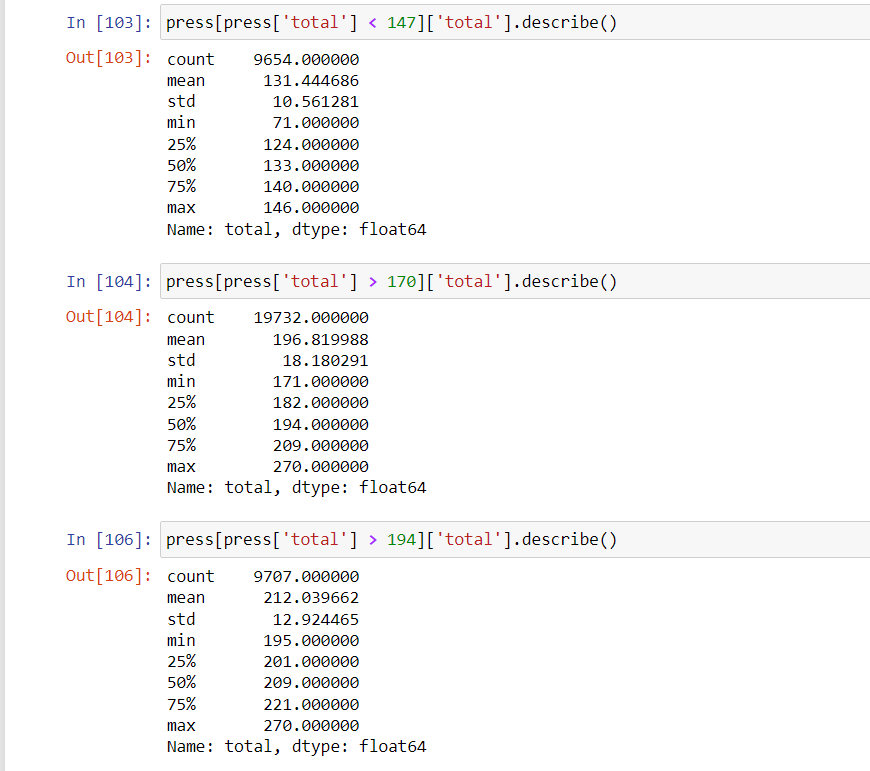 In [103]: press[press['total'] < 147]['total'].describe()
Out[103]: count    9654.000000
mean      131.444686
std        10.561281
min        71.000000
25%       124.000000
50%       133.000000
75%       140.000000
max       146.000000
Name: total, dtype: float64
In [104]: press[press['total'] > 170]['total'].describe()
Out[104]: count    19732.000000
mean       196.819988
std         18.180291
min        171.000000
25%        182.000000
50%        194.000000
75%        209.000000
max        270.000000
Name: total, dtype: float64
In [106]: press[press['total'] > 194]['total'].describe()
Out[106]: count    9707.000000
mean      212.039662
std        12.924465
min       195.000000
25%       201.000000
50%       209.000000
75%       221.000000
max       270.000000
Name: total, dtype: float64